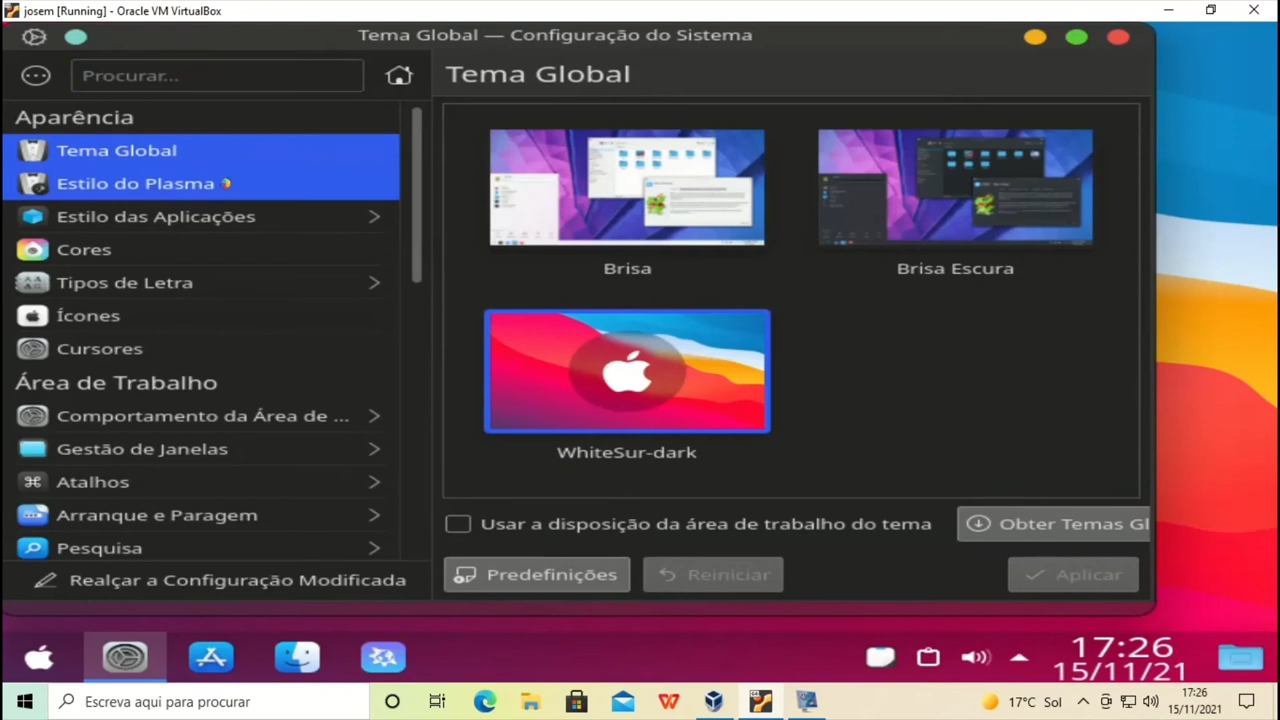 josem [Running] - Oracle VM VirtualBox
Tema Global — Configuração do Sistema
Procurar...
Tema Global
Aparência
Tema Global
Estilo do Plasma
Estilo das Aplicações
Cores
Tipos de Letra
Ícones
Cursores
Área de Trabalho
Comportamento da Área de ...
Gestão de Janelas
Atalhos
Arranque e Paragem
Pesquisa
Realçar a Configuração Modificada
Brisa
Brisa Escura
WhiteSur-dark
Usar a disposição da área de trabalho do tema
Obter Temas Gl
Predefinições
Reiniciar
Aplicar
17:26
15/11/21
Escreva aqui para procurar
17°C Sol
17:26
15/11/2021